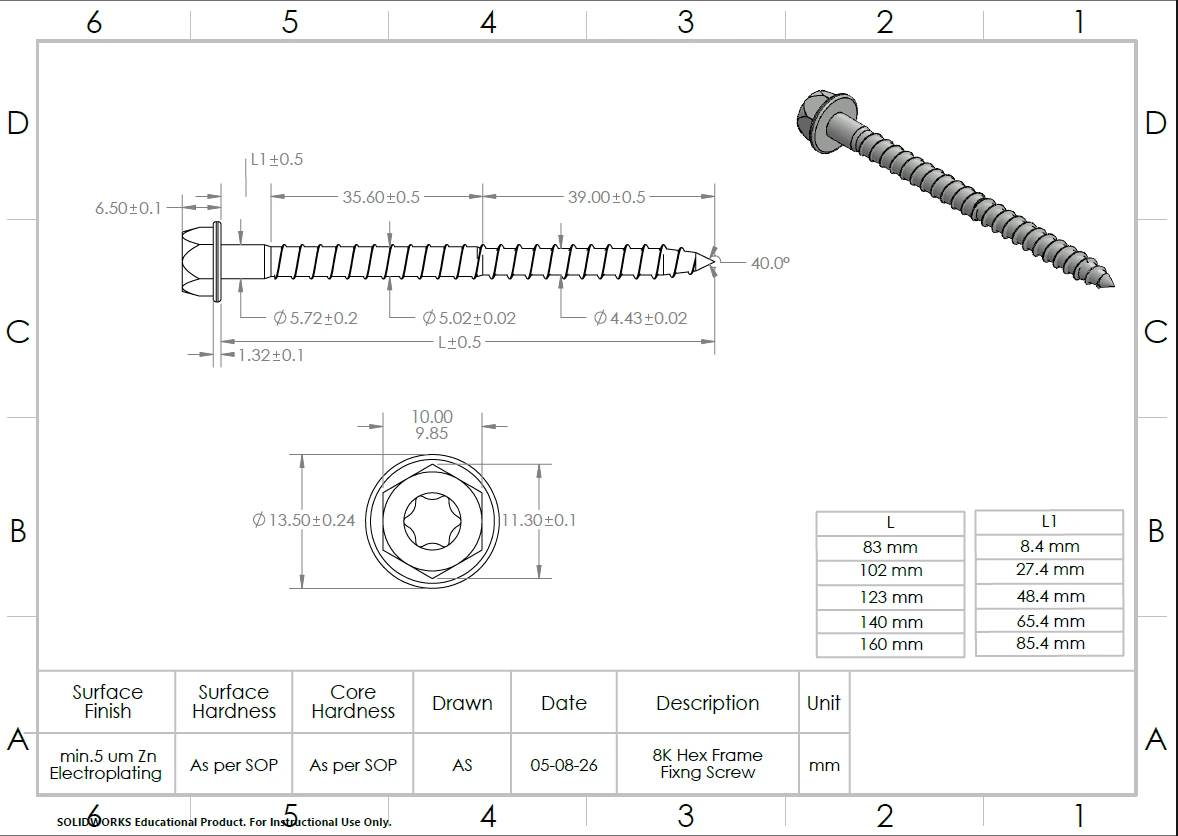 6 5 4 3 2 1
D D
L1±0.5
35.60±0.5 39.00±0.5
6.50±0.1
40.0°
∅5.72±0.2 ∅5.02±0.02 ∅4.43±0.02
C C
L±0.5
1.32±0.1
10.00
9.85
∅13.50±0.24 11.30±0.1
B B
L L1
83 mm 8.4 mm
102 mm 27.4 mm
123 mm 48.4 mm
140 mm 65.4 mm
160 mm 85.4 mm
Surface
Finish
Surface
Hardness
Core
Hardness
Drawn
Date
Description
Unit
A A
min.5 um Zn
Electroplating
As per SOP
As per SOP
AS
05-08-26
8K Hex Frame
Fixng Screw
mm
6 5 4 3 2 1
SOLIDWORKS Educational Product. For Instructional Use Only.